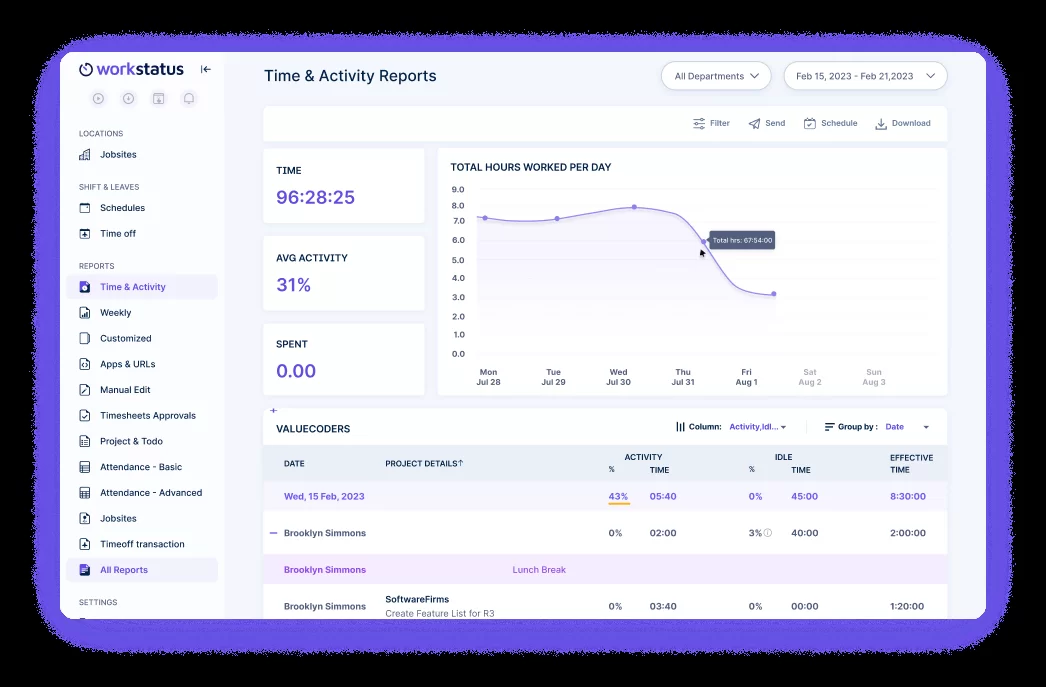 workstatus
Time & Activity Reports
All Departments
Feb 15, 2023 - Feb 21,2023
Filter
Send
Schedule
Download
LOCATIONS
Jobsites
SHIFT & LEAVES
Schedules
Time off
REPORTS
Time & Activity
Weekly
Customized
Apps & URLs
Manual Edit
Timesheets Approvals
Project & Todo
Attendance - Basic
Attendance - Advanced
Jobsites
Timeoff transaction
All Reports
SETTINGS
TIME
96:28:25
AVG ACTIVITY
31%
SPENT
0.00
TOTAL HOURS WORKED PER DAY
9.0
8.0
7.0
6.0
5.0
4.0
3.0
2.0
1.0
0.0
Total hrs: 67:54:00
Mon Tue Wed Thu Fri Sat Sun
Jul 28 Jul 29 Jul 30 Jul 31 Aug 1 Aug 2 Aug 3
VALUECODERS
Column: Activity,Idl...
Group by : Date
ACTIVITY IDLE EFFECTIVE
DATE PROJECT DETAILS↑ % TIME % TIME TIME
Wed, 15 Feb, 2023 43% 05:40 0% 45:00 8:30:00
Brooklyn Simmons 0% 02:00 3% 40:00 2:00:00
Brooklyn Simmons Lunch Break
SoftwareFirms
Brooklyn Simmons 0% 03:40 0% 00:00 1:20:00
Create Feature List for R3